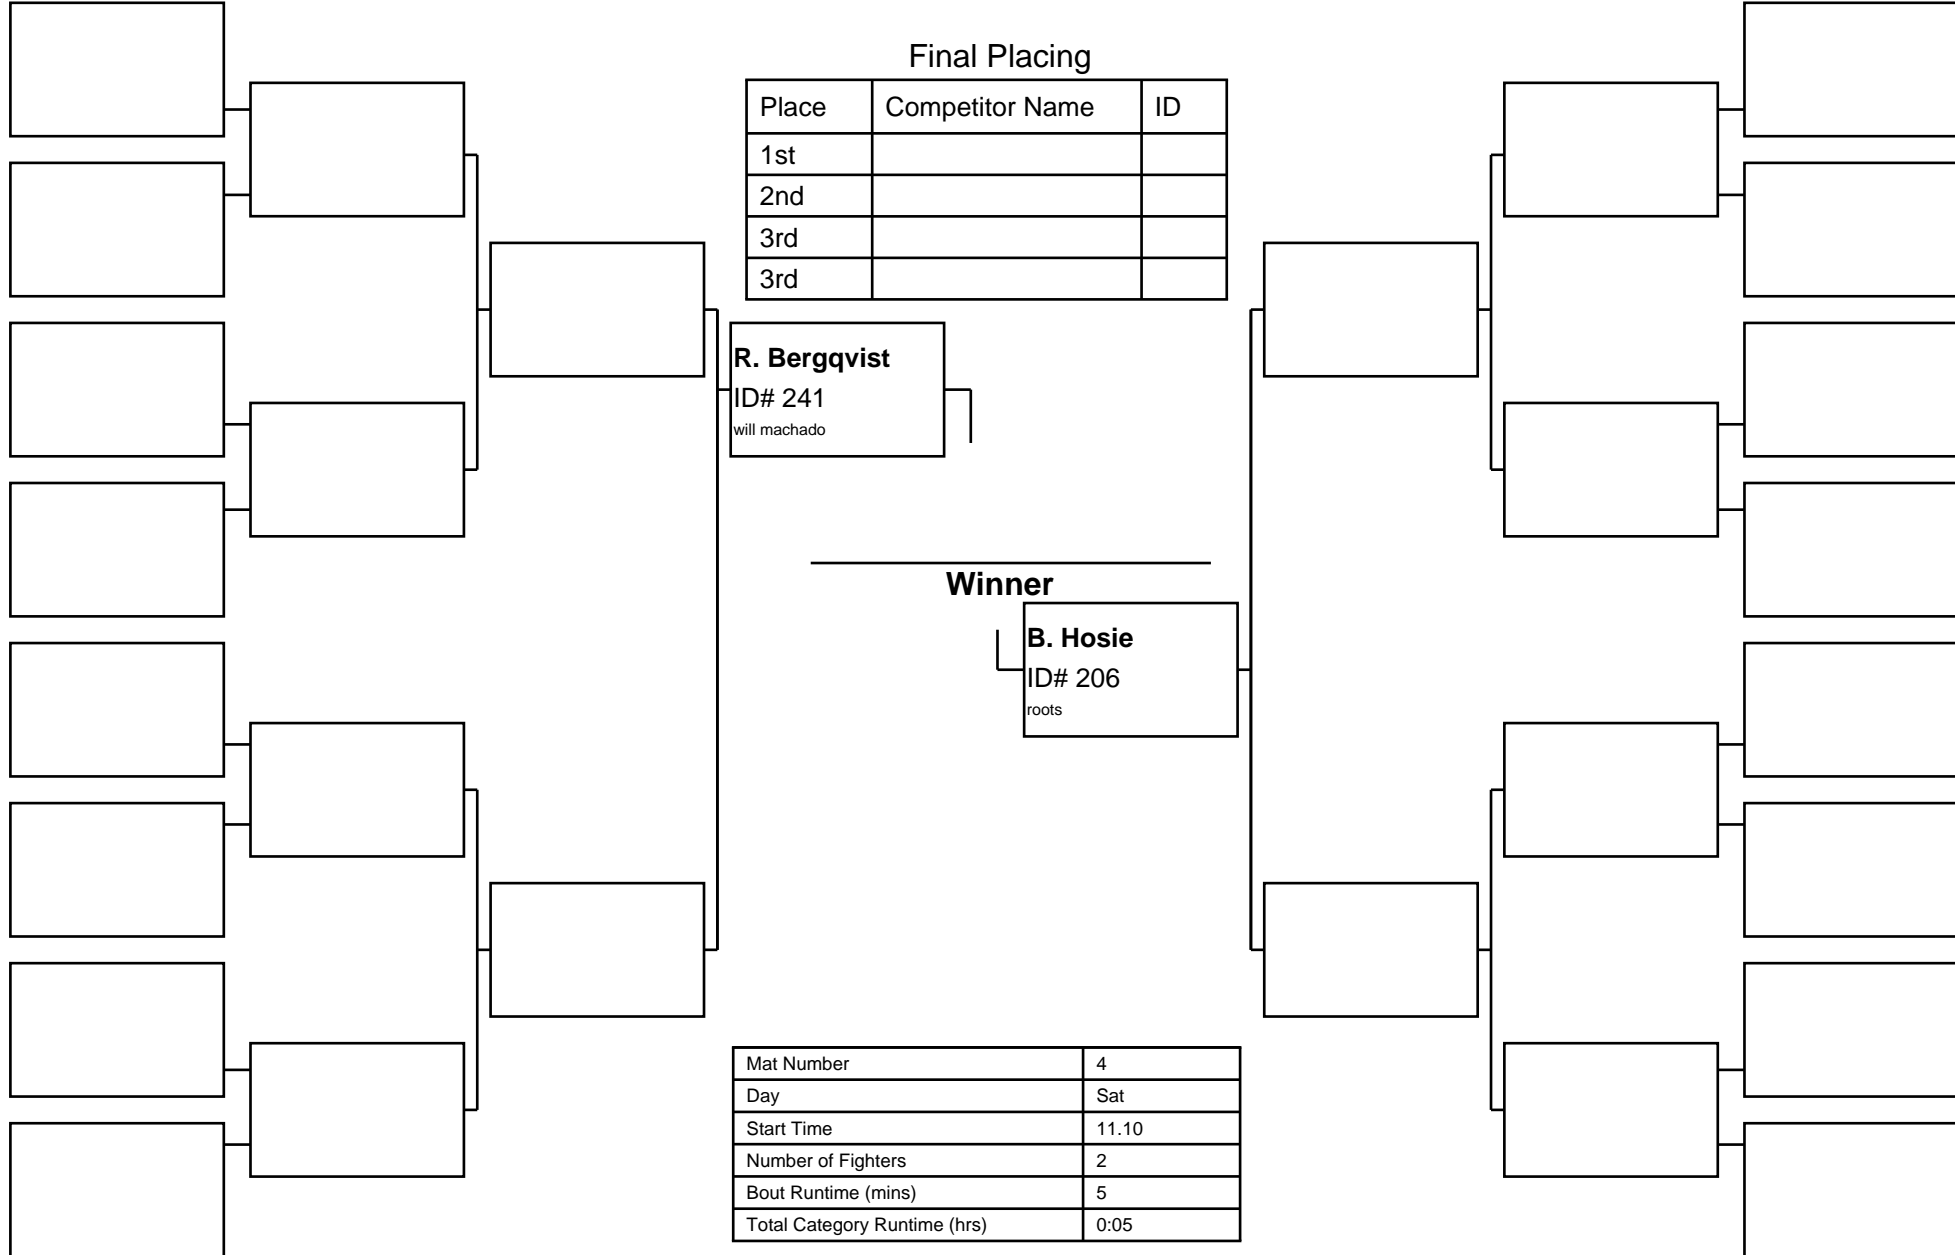 Final Placing
Place Competitor Name ID
1st
2nd
3rd
3rd
R. Bergqvist
ID# 241
will machado
Winner
B. Hosie
ID# 206
roots
Mat Number 4
Day Sat
Start Time 11.10
Number of Fighters 2
Bout Runtime (mins) 5
Total Category Runtime (hrs) 0:05